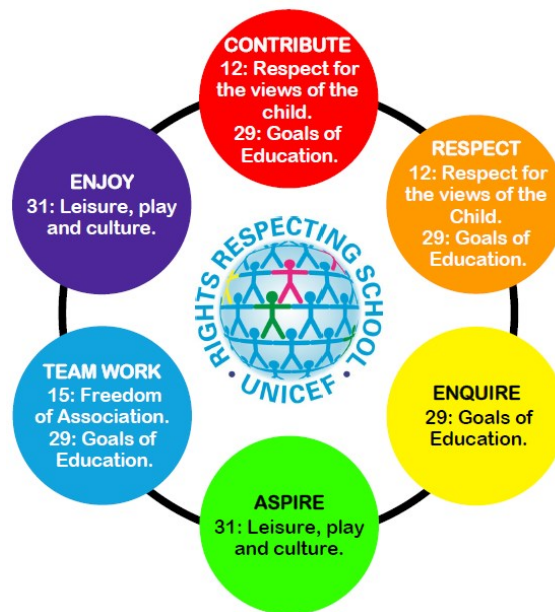 CONTRIBUTE
12: Respect for
the views of the
child.
29: Goals of
Education.
RESPECT
12: Respect for
the views of the
Child.
29: Goals of
Education.
ENQUIRE
29: Goals of
Education.
ASPIRE
31: Leisure, play
and culture.
TEAM WORK
15: Freedom
of Association.
29: Goals of
Education.
ENJOY
31: Leisure, play
and culture.
RIGHTS RESPECTING SCHOOL
• UNICEF •